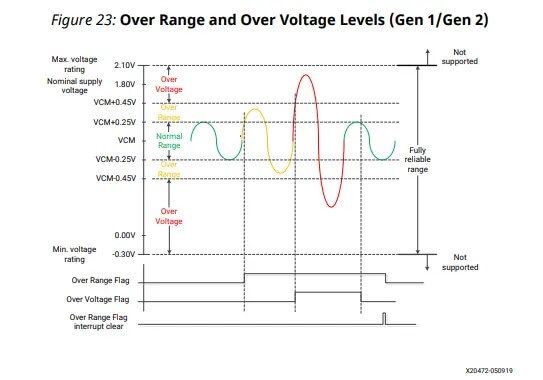 Figure 23: Over Range and Over Voltage Levels (Gen 1/Gen 2)
Max. voltage
rating
2.10V
Not
supported
Nominal supply
voltage
1.80V
Over
Voltage
VCM+0.45V
Over
Range
VCM+0.25V
VCM
Normal
Range
Fully
reliable
range
VCM-0.25V
Over
Range
VCM-0.45V
Over
Voltage
0.00V
Min. voltage
rating
-0.30V
Not
supported
Over Range Flag
Over Voltage Flag
Over Range Flag
interrupt clear
X20472-050919